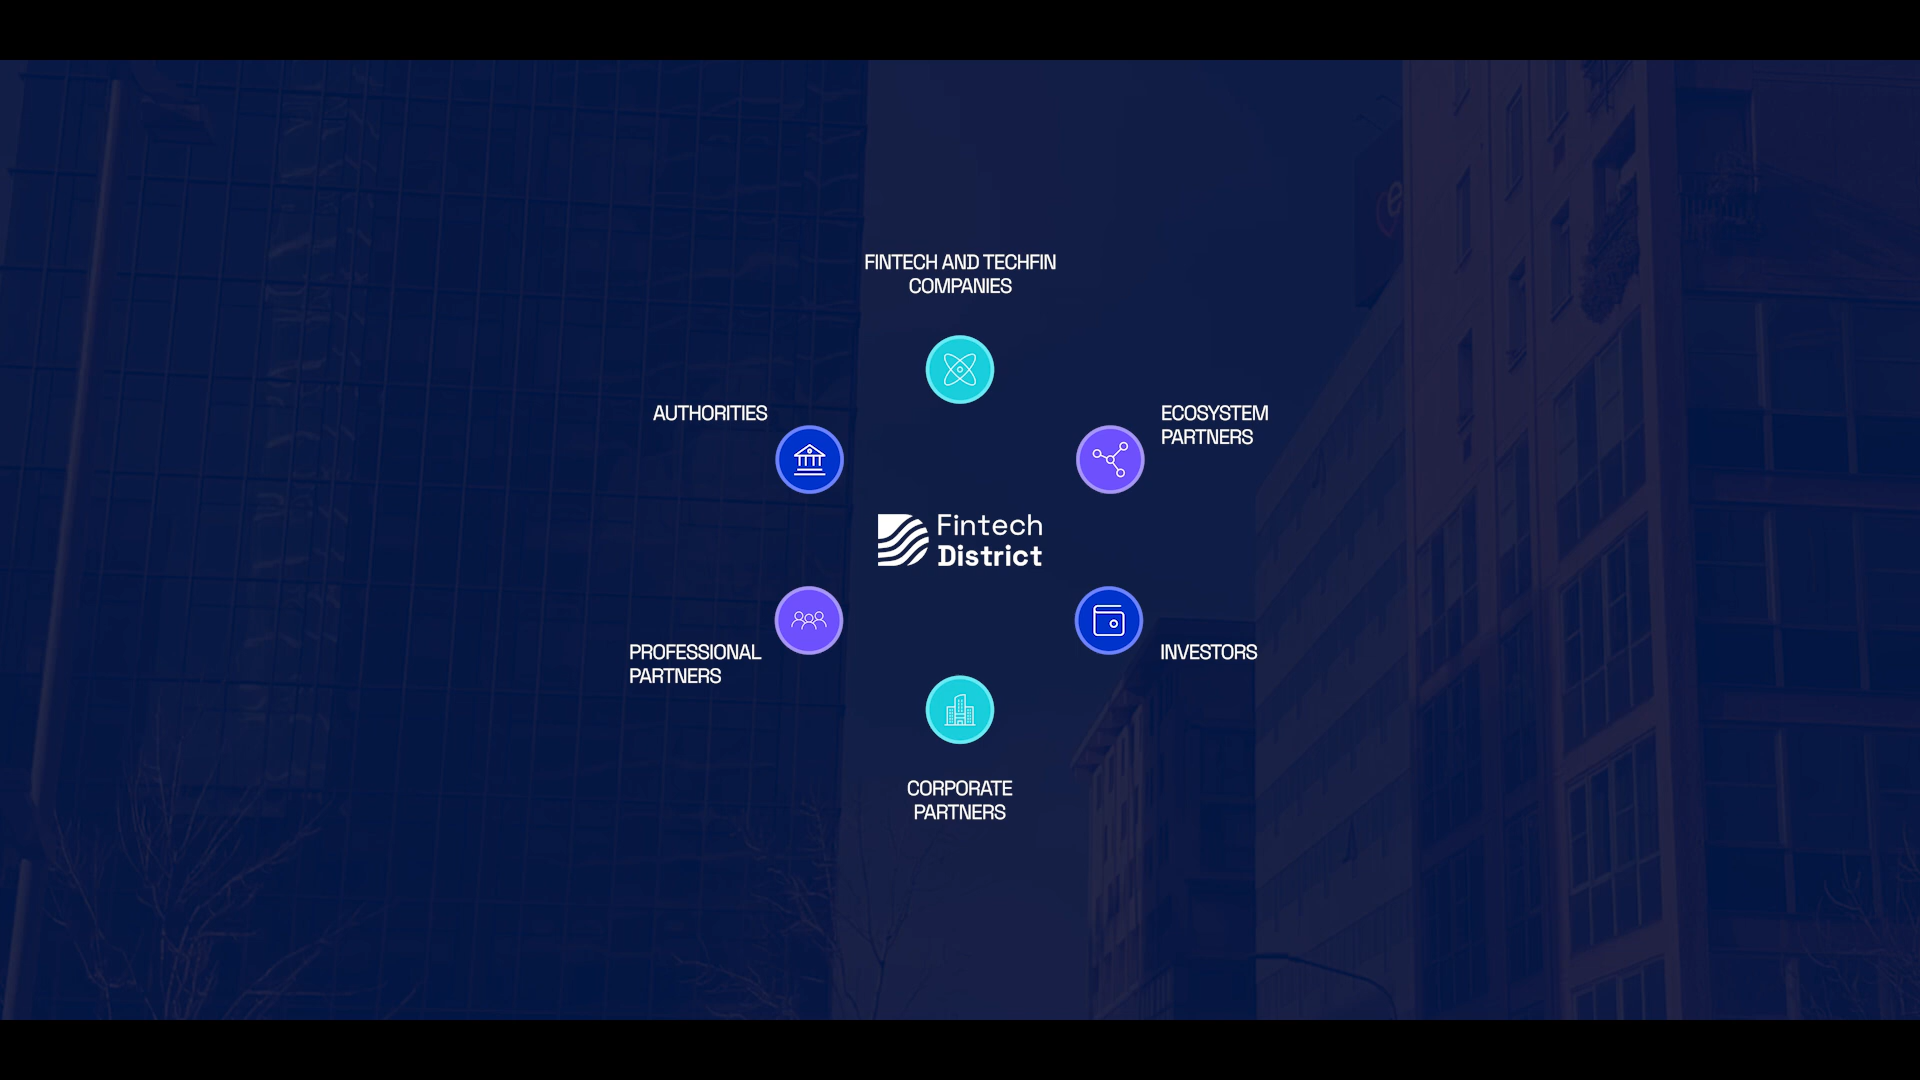 FINTECH AND TECHFIN
COMPANIES
AUTHORITIES
ECOSYSTEM
PARTNERS
Fintech
District
PROFESSIONAL
PARTNERS
INVESTORS
CORPORATE
PARTNERS